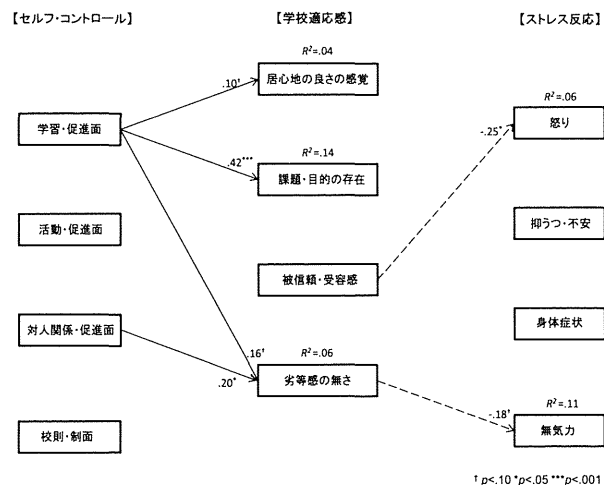 【セルフ・コントロール】
【学校適応感】
【ストレス反応】
R²=.04
居心地の良さの感覚
.10†
R²=.06
学習・促進面
怒り
-.25*
R²=.14
.42***
課題・目的の存在
活動・促進面
抑うつ・不安
被信頼・受容感
対人関係・促進面
身体症状
.16†
R²=.06
.20*
劣等感の無さ
-.18†
R²=.11
校則・制面
無気力
† p<.10 *p<.05 ***p<.001